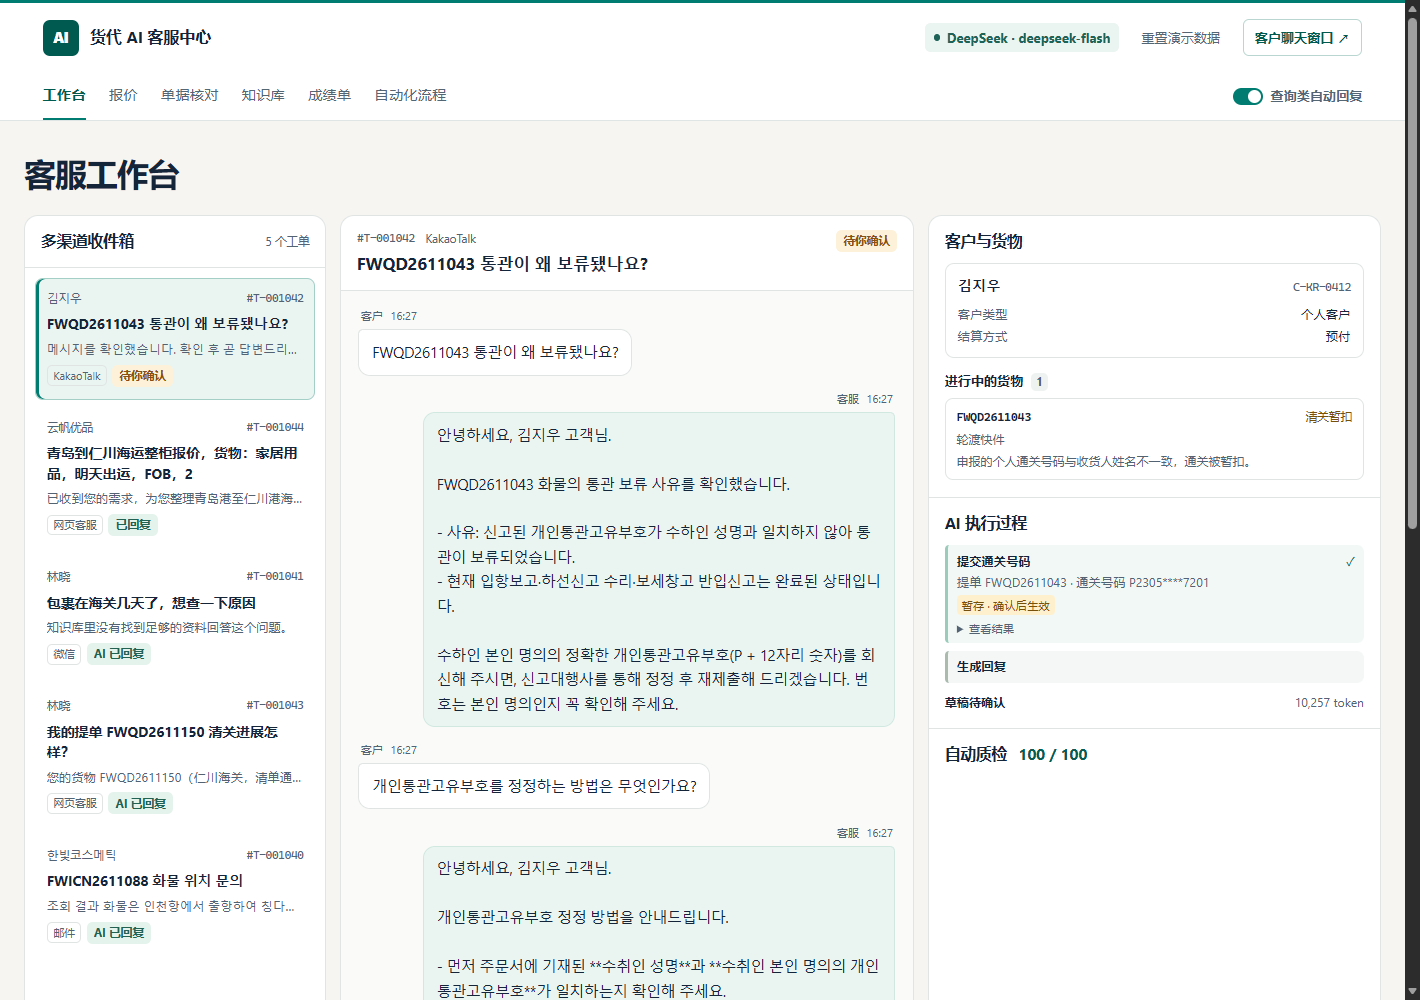 AI 货代 AI 客服中心
DeepSeek · deepseek-flash
重置演示数据
客户聊天窗口 ↗
工作台 报价 单据核对 知识库 成绩单 自动化流程
查询类自动回复
客服工作台
多渠道收件箱 5 个工单
김지우 #T-001042
FWQD2611043 통관이 왜 보류됐나요?
메시지를 확인했습니다. 확인 후 곧 답변드리...
KakaoTalk 待你确认
云帆优品 #T-001044
青岛到仁川海运整柜报价，货物：家居用
品，明天出运，FOB，2
已收到您的需求，为您整理青岛港至仁川港海...
网页客服 已回复
林晓 #T-001041
包裹在海关几天了，想查一下原因
知识库里没有找到足够的资料回答这个问题。
微信 AI 已回复
林晓 #T-001043
我的提单 FWQD2611150 清关进展怎
样？
您的货物 FWQD2611150（仁川海关，清单通...
网页客服 AI 已回复
한빛코스메틱 #T-001040
FWICN2611088 화물 위치 문의
조회 결과 화물은 인천항에서 출항하여 칭다...
邮件 AI 已回复
#T-001042 KakaoTalk
待你确认
FWQD2611043 통관이 왜 보류됐나요?
客户 16:27
FWQD2611043 통관이 왜 보류됐나요?
客服 16:27
안녕하세요, 김지우 고객님.
FWQD2611043 화물의 통관 보류 사유를 확인했습니다.
- 사유: 신고된 개인통관고유부호가 수하인 성명과 일치하지 않아 통
관이 보류되었습니다.
- 현재 입항보고·하선신고 수리·보세창고 반입신고는 완료된 상태입니
다.
수하인 본인 명의의 정확한 개인통관고유부호(P + 12자리 숫자)를 회
신해 주시면, 신고대행사를 통해 정정 후 재제출해 드리겠습니다. 번
호는 본인 명의인지 꼭 확인해 주세요.
客户 16:27
개인통관고유부호를 정정하는 방법은 무엇인가요?
客服 16:27
안녕하세요, 김지우 고객님.
개인통관고유부호 정정 방법을 안내드립니다.
- 먼저 주문서에 기재된 **수취인 성명**과 **수취인 본인 명의의 개인
통관고유부호**가 일치하는지 확인해 주세요.
客户与货物
김지우 C-KR-0412
客户类型 个人客户
结算方式 预付
进行中的货物 1
FWQD2611043 清关暂扣
轮渡快件
申报的个人通关号码与收货人姓名不一致，通关被暂扣。
AI 执行过程
提交通关号码 ✓
提单 FWQD2611043 · 通关号码 P2305****7201
暂存 · 确认后生效
▶ 查看结果
生成回复
草稿待确认 10,257 token
自动质检 100 / 100